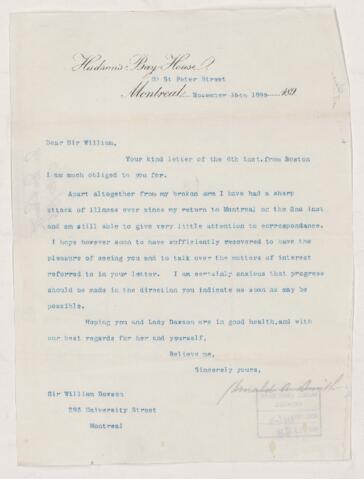 Hudson's Bay House
St Peter Street
Montreal November 189
Dear Sir William,
Your kind letter of the 6th inst. from Boston
I am much obliged to you for.
Apart altogether from my broken arm I have had a sharp
attack of illness ever since my return to Montreal on the 2nd inst
and am still able to give very little attention to correspondence.
I hope however soon to have sufficiently recovered to have the
pleasure of seeing you and to talk over the matters of interest
referred to in your letter. I am certainly anxious that progress
should be made in the direction you indicate as soon as may be
possible.
Hoping you and Lady Dawson are in good health,and with
our best regards for her and yourself,
Believe me,
Sincerely yours,
Donald A. Smith
Sir William Dawson
293 University Street
Montreal